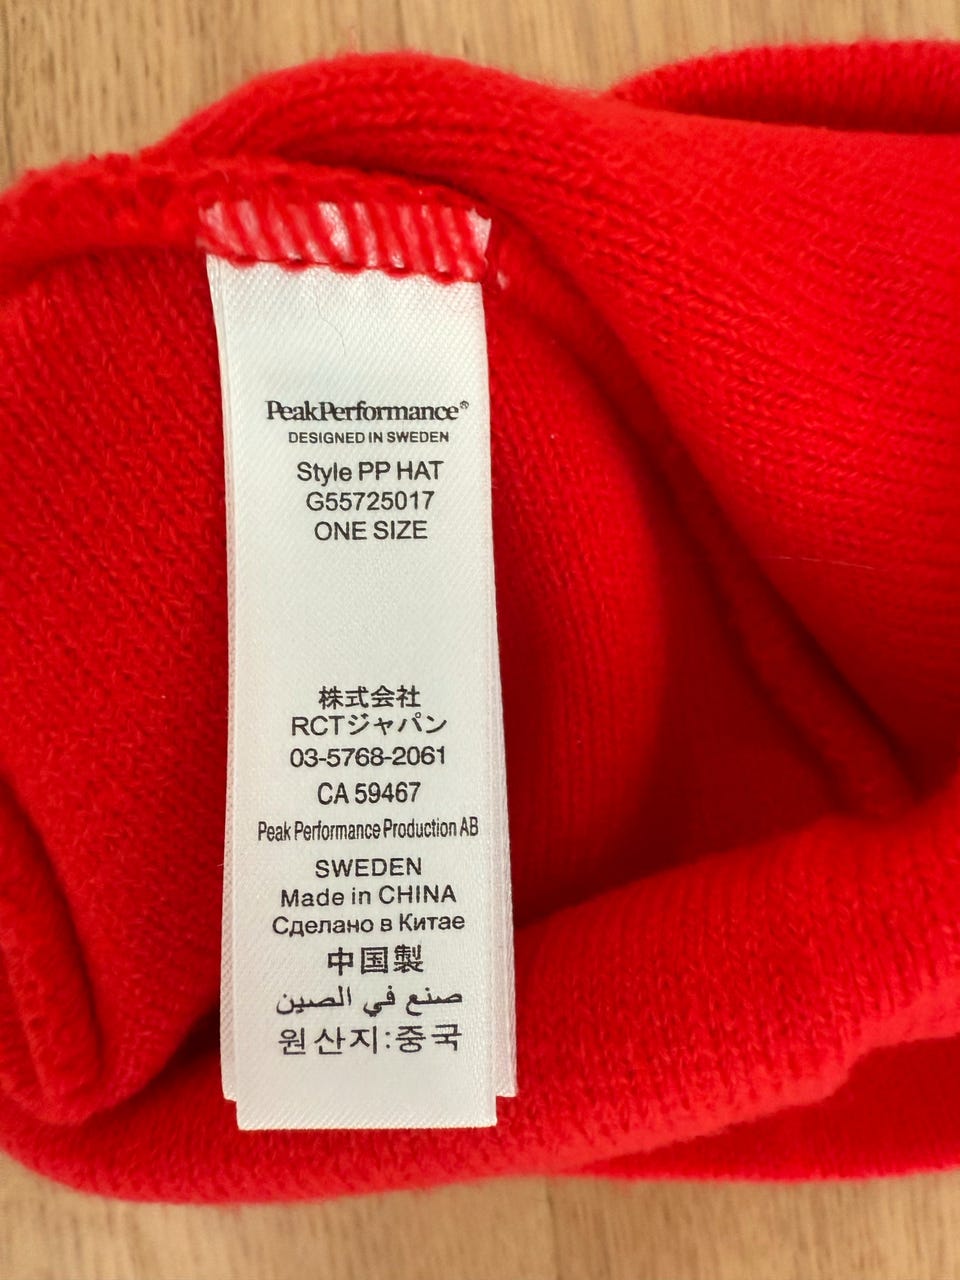 PeakPerformance®
DESIGNED IN SWEDEN
Style PP HAT
G55725017
ONE SIZE
株式会社
RCTジャパン
03-5768-2061
CA 59467
Peak Performance Production AB
SWEDEN
Made in CHINA
Сделано в Китае
中国製
صنع في الصين
원산지:중국